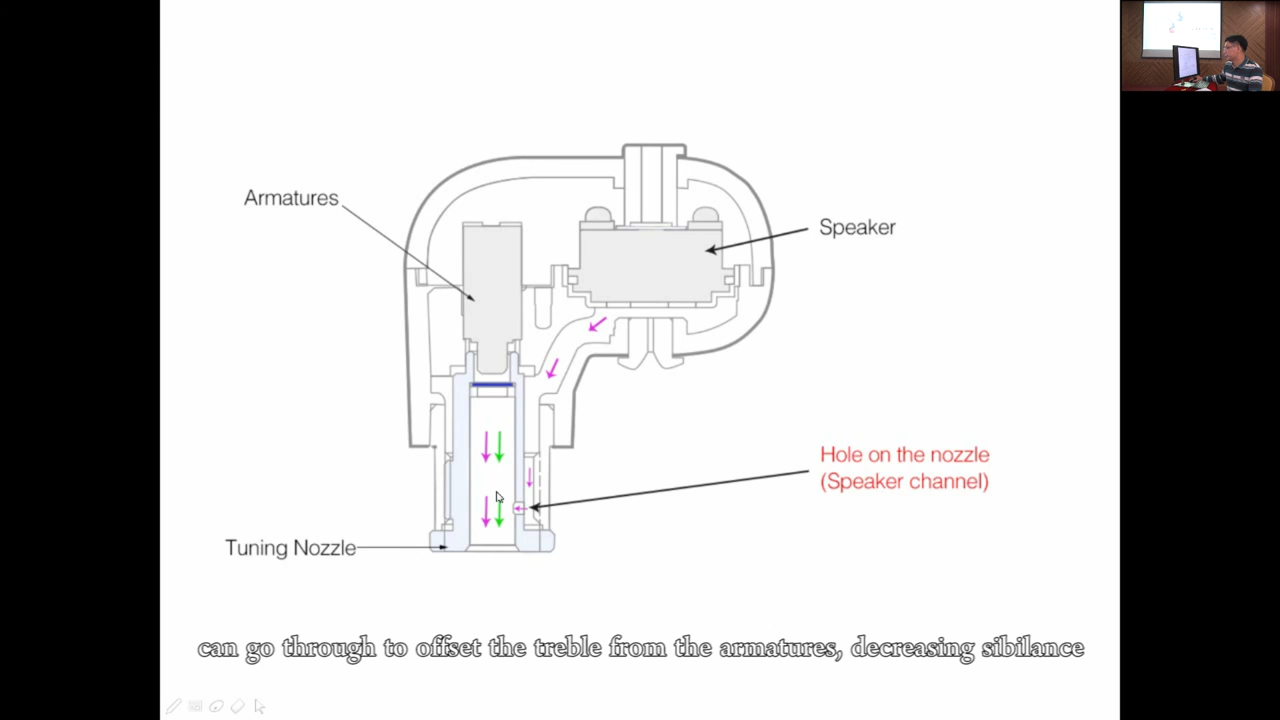 Armatures
Speaker
Hole on the nozzle
(Speaker channel)
Tuning Nozzle
can go through to offset the treble from the armatures, decreasing sibilance